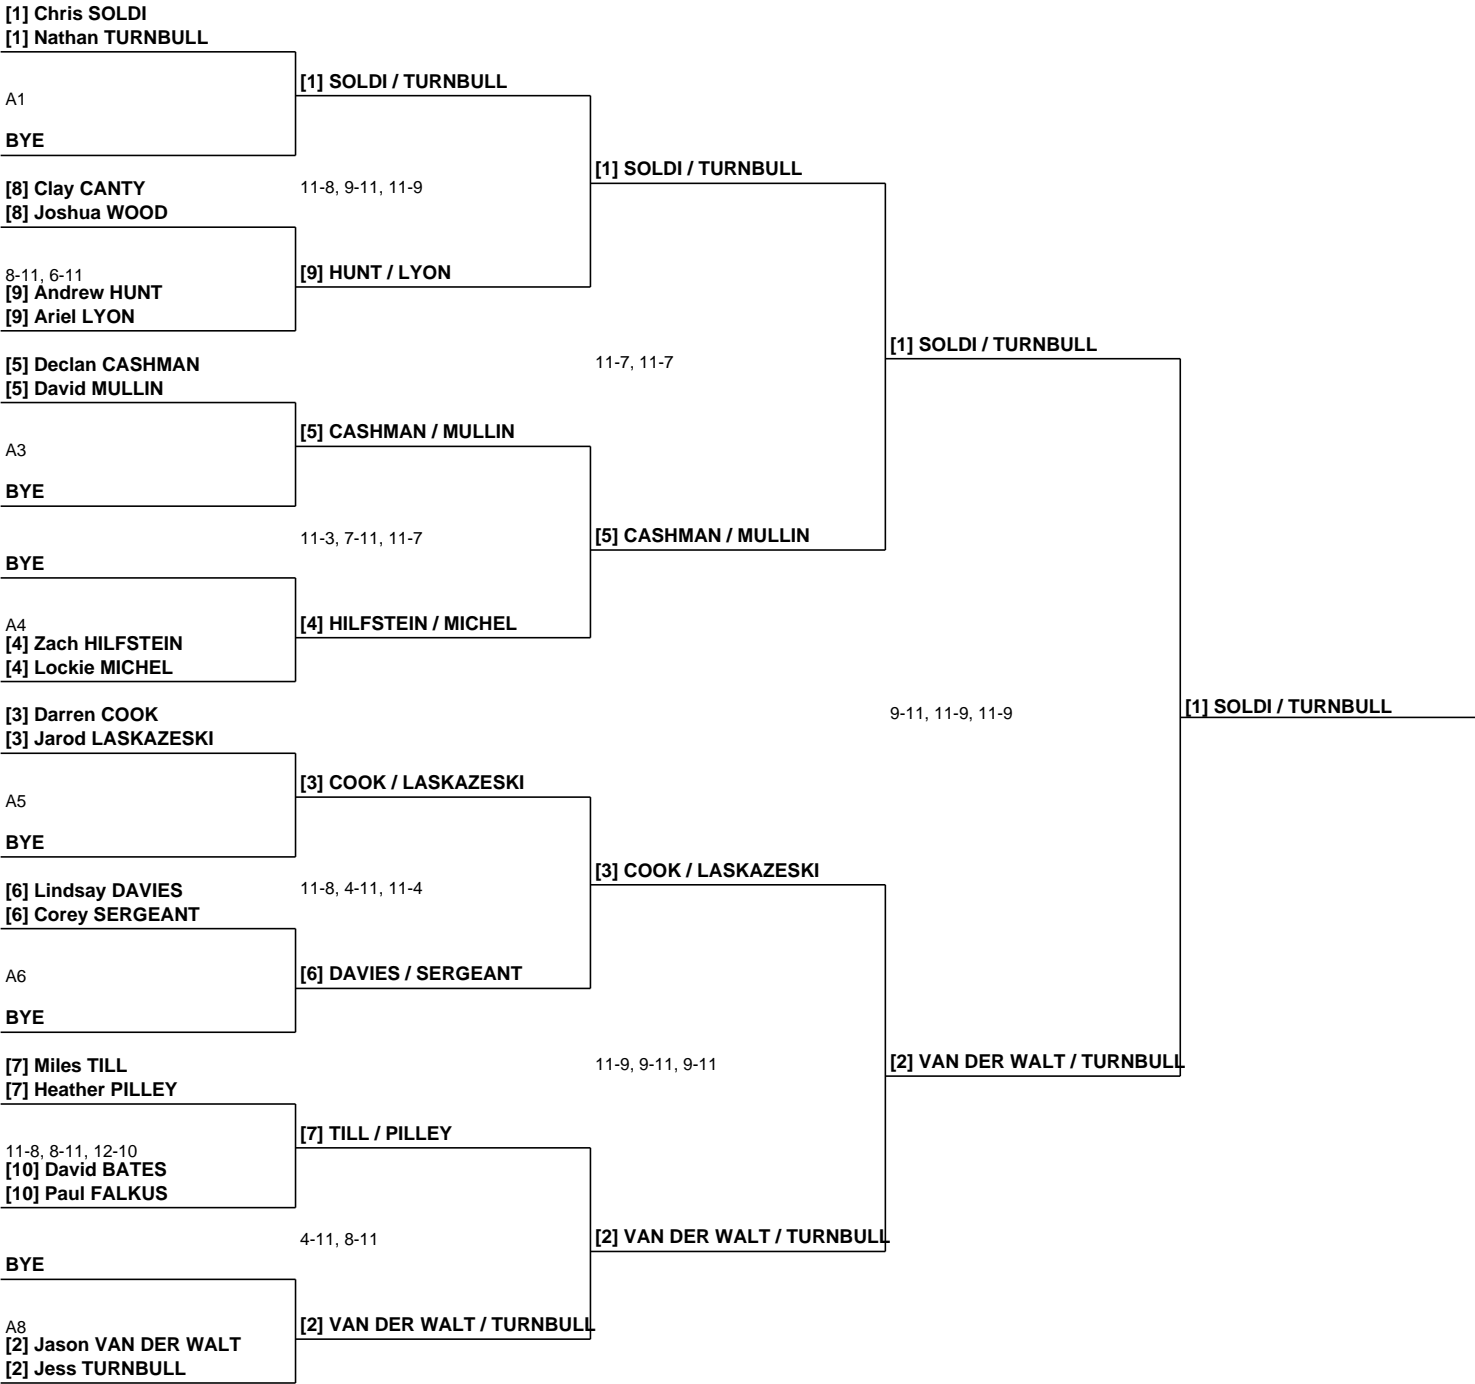 [1] Chris SOLDI
[1] Nathan TURNBULL
[1] SOLDI / TURNBULL
A1
BYE
[1] SOLDI / TURNBULL
[8] Clay CANTY
11-8, 9-11, 11-9
[8] Joshua WOOD
8-11, 6-11
[9] HUNT / LYON
[9] Andrew HUNT
[9] Ariel LYON
[1] SOLDI / TURNBULL
[5] Declan CASHMAN
11-7, 11-7
[5] David MULLIN
[5] CASHMAN / MULLIN
A3
BYE
11-3, 7-11, 11-7
[5] CASHMAN / MULLIN
BYE
A4
[4] HILFSTEIN / MICHEL
[4] Zach HILFSTEIN
[4] Lockie MICHEL
[3] Darren COOK
9-11, 11-9, 11-9
[1] SOLDI / TURNBULL
[3] Jarod LASKAZESKI
[3] COOK / LASKAZESKI
A5
BYE
[3] COOK / LASKAZESKI
[6] Lindsay DAVIES
11-8, 4-11, 11-4
[6] Corey SERGEANT
A6
[6] DAVIES / SERGEANT
BYE
[7] Miles TILL
11-9, 9-11, 9-11
[2] VAN DER WALT / TURNBULL
[7] Heather PILLEY
[7] TILL / PILLEY
11-8, 8-11, 12-10
[10] David BATES
[10] Paul FALKUS
4-11, 8-11
[2] VAN DER WALT / TURNBULL
BYE
A8
[2] VAN DER WALT / TURNBULL
[2] Jason VAN DER WALT
[2] Jess TURNBULL